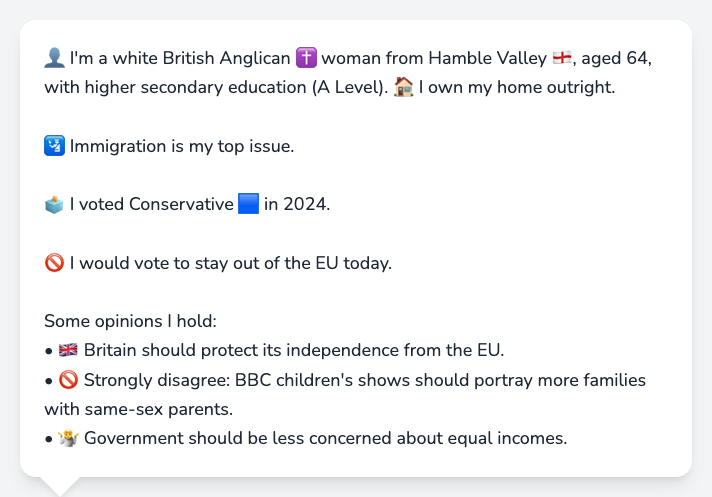 👤 I'm a white British Anglican ✝️ woman from Hamble Valley 🏴󠁧󠁢󠁥󠁮󠁧󠁿, aged 64,
with higher secondary education (A Level). 🏠 I own my home outright.
🛂 Immigration is my top issue.
🗳️ I voted Conservative 🟦 in 2024.
🚫 I would vote to stay out of the EU today.
Some opinions I hold:
• 🇬🇧 Britain should protect its independence from the EU.
• 🚫 Strongly disagree: BBC children's shows should portray more families
with same-sex parents.
• 🤷 Government should be less concerned about equal incomes.